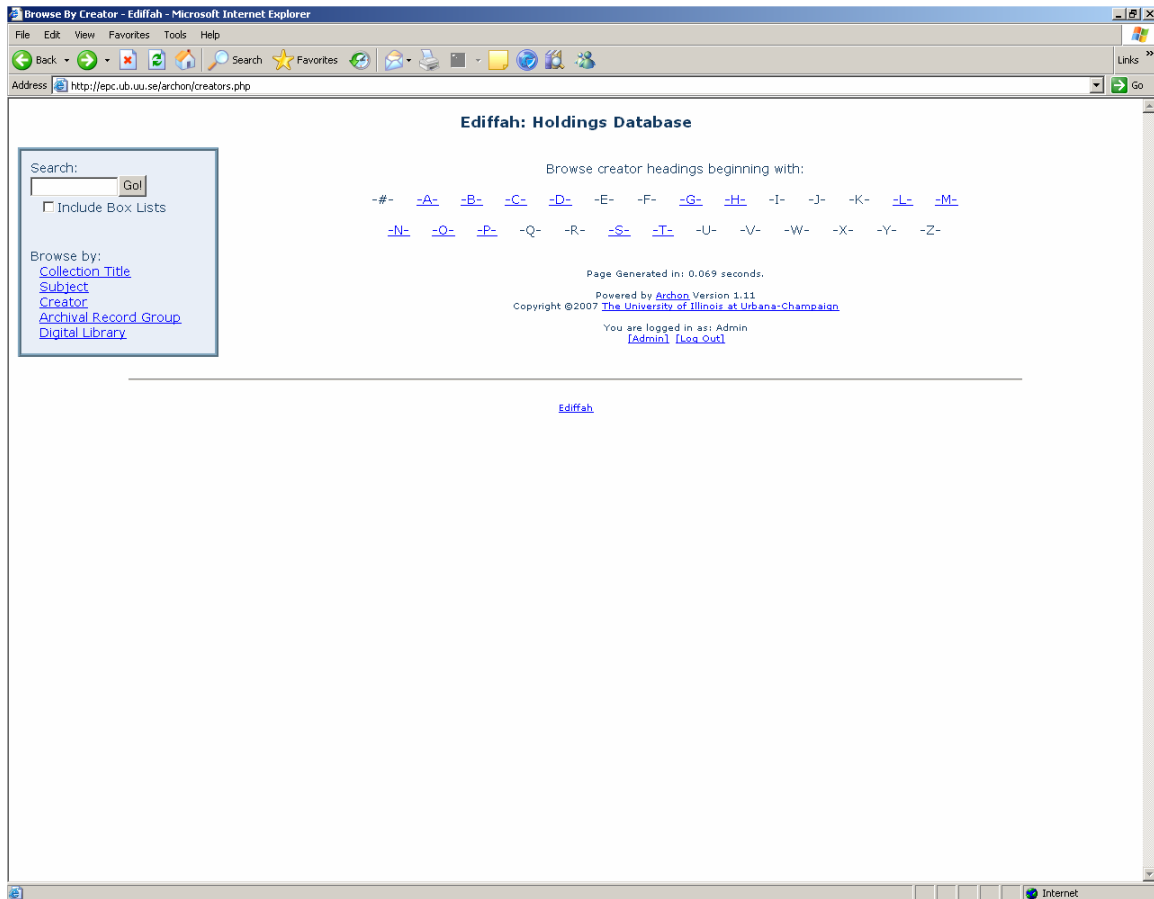 Browse By Creator - Ediffah - Microsoft Internet Explorer
File Edit View Favorites Tools Help
Back Search Favorites Links »
Address http://epc.ub.uu.se/archon/creators.php Go
Ediffah: Holdings Database
Search:
Go!
Include Box Lists
Browse by:
Collection Title
Subject
Creator
Archival Record Group
Digital Library
Browse creator headings beginning with:
-#- -A- -B- -C- -D- -E- -F- -G- -H- -I- -J- -K- -L- -M-
-N- -O- -P- -Q- -R- -S- -T- -U- -V- -W- -X- -Y- -Z-
Page Generated in: 0.069 seconds.
Powered by Archon Version 1.11
Copyright ©2007 The University of Illinois at Urbana-Champaign
You are logged in as: Admin
[Admin] [Log Out]
Ediffah
Internet